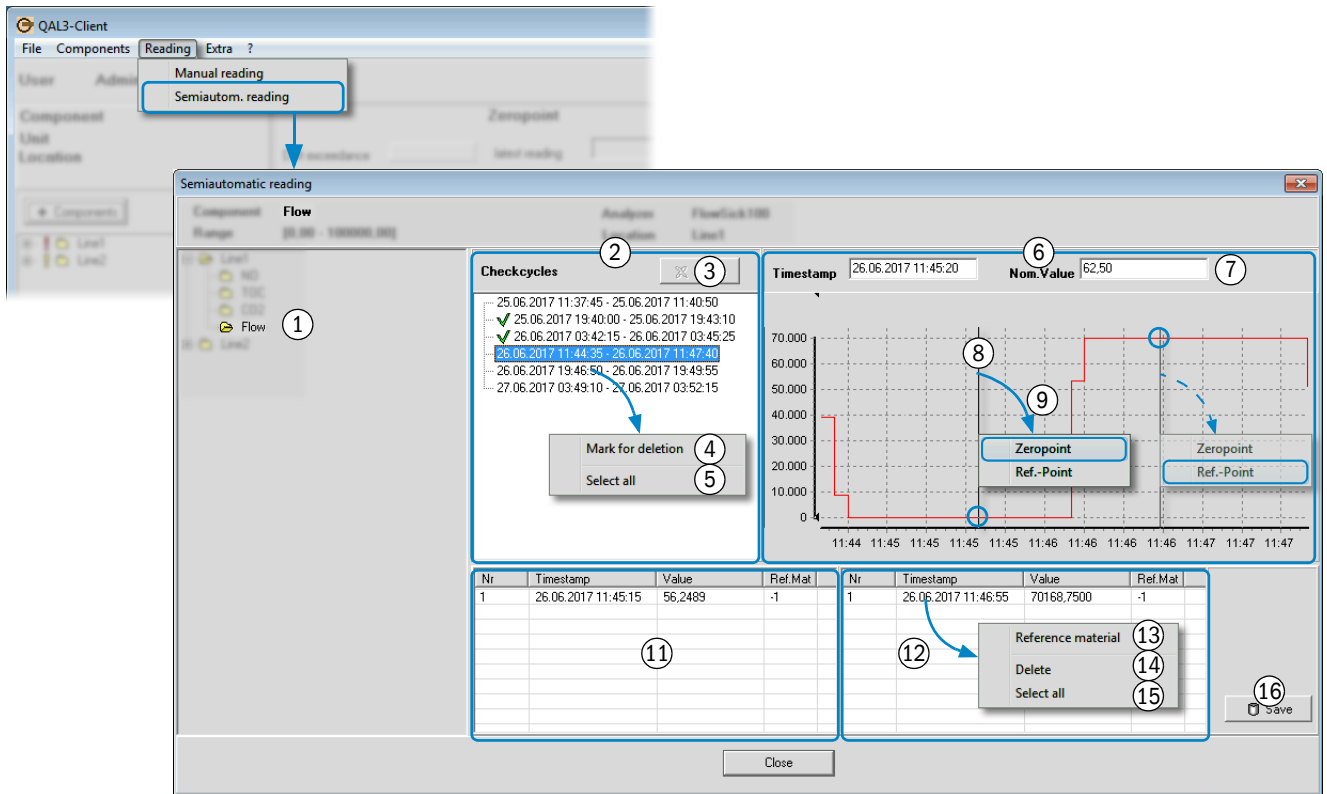 QAL3-Client
File Components Reading Extra ?
Manual reading
Semiautom. reading
User Admin
Component Zeropoint
Unit
Location exceedance latest reading
+ Components
Line1
Line2
Semiautomatic reading
Component Flow Analyzer FlowSick100
Range [0,00 - 100000,00] Location Line1
Line1
NO
TOC
CO2
Flow 1
Line2
2
Checkcycles 3
25.06.2017 11:37:45 - 25.06.2017 11:40:50
25.06.2017 19:40:00 - 25.06.2017 19:43:10
26.06.2017 03:42:15 - 26.06.2017 03:45:25
26.06.2017 11:44:35 - 26.06.2017 11:47:40
26.06.2017 19:46:50 - 26.06.2017 19:49:55
27.06.2017 03:49:10 - 27.06.2017 03:52:15
Mark for deletion 4
Select all 5
6
Timestamp 26.06.2017 11:45:20 Nom.Value 62,50 7
70.000
60.000
50.000
40.000
30.000
20.000
10.000
0
8
9
Zeropoint
Ref.-Point
Zeropoint
Ref.-Point
11:44 11:45 11:45 11:45 11:45 11:46 11:46 11:46 11:46 11:47 11:47 11:47
Nr Timestamp Value Ref.Mat
1 26.06.2017 11:45:15 56,2489 -1
11
Nr Timestamp Value Ref.Mat
1 26.06.2017 11:46:55 70168,7500 -1
12
Reference material 13
Delete 14
Select all 15
16
Save
Close